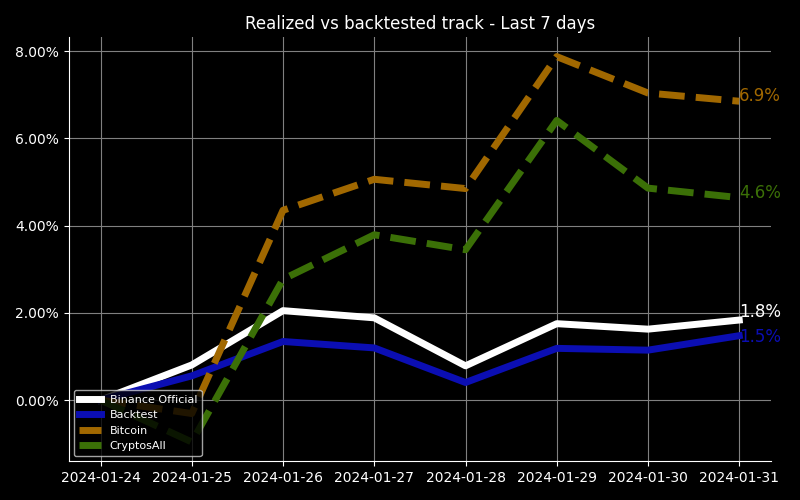 Realized vs backtested track - Last 7 days
8.00%
6.00%
4.00%
2.00%
0.00%
6.9%
4.6%
1.8%
1.5%
Binance Official
Backtest
Bitcoin
CryptosAll
2024-01-24 2024-01-25 2024-01-26 2024-01-27 2024-01-28 2024-01-29 2024-01-30 2024-01-31